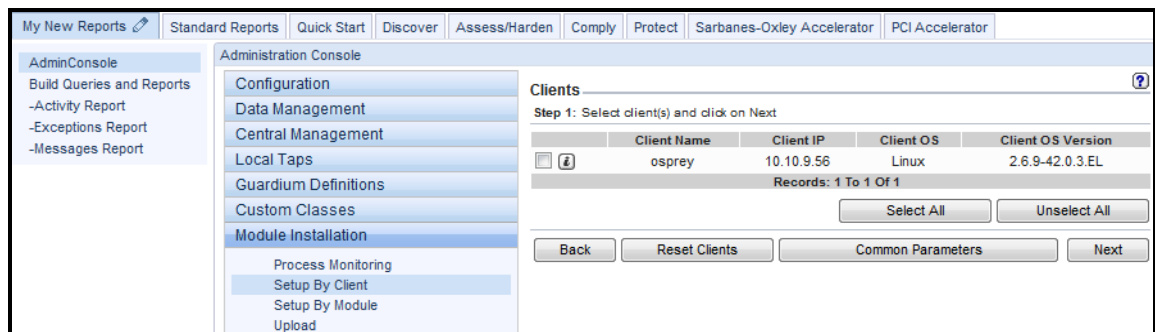 My New Reports Standard Reports Quick Start Discover Assess/Harden Comply Protect Sarbanes-Oxley Accelerator PCI Accelerator
AdminConsole
Build Queries and Reports
-Activity Report
-Exceptions Report
-Messages Report
Administration Console
Configuration
Data Management
Central Management
Local Taps
Guardium Definitions
Custom Classes
Module Installation
Process Monitoring
Setup By Client
Setup By Module
Upload
Clients
?
Step 1: Select client(s) and click on Next
Client Name Client IP Client OS Client OS Version
i osprey 10.10.9.56 Linux 2.6.9-42.0.3.EL
Records: 1 To 1 Of 1
Select All Unselect All
Back Reset Clients Common Parameters Next